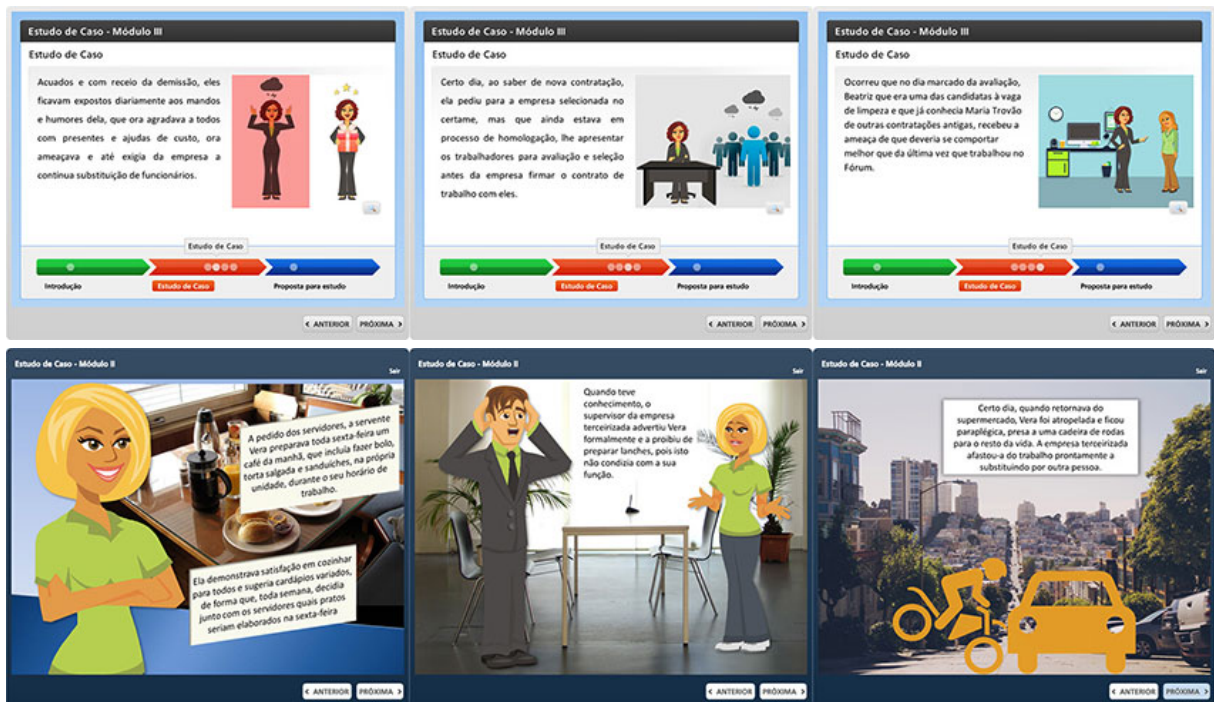 Estudo de Caso - Módulo III
Estudo de Caso
Acuados e com receio da demissão, eles
ficavam expostos diariamente aos mandos
e humores dela, que ora agradava a todos
com presentes e ajudas de custo, ora
ameaçava e até exigia da empresa a
contínua substituição de funcionários.
Estudo de Caso
Introdução
Estudo de Caso
Proposta para estudo
< ANTERIOR
PRÓXIMA >
Estudo de Caso - Módulo III
Estudo de Caso
Certo dia, ao saber de nova contratação,
ela pediu para a empresa selecionada no
certame, mas que ainda estava em
processo de homologação, lhe apresentar
os trabalhadores para avaliação e seleção
antes da empresa firmar o contrato de
trabalho com eles.
Estudo de Caso
Introdução
Estudo de Caso
Proposta para estudo
< ANTERIOR
PRÓXIMA >
Estudo de Caso - Módulo III
Estudo de Caso
Ocorreu que no dia marcado da avaliação,
Beatriz que era uma das candidatas à vaga
de limpeza e que já conhecia Maria Trovão
de outras contratações antigas, recebeu a
ameaça de que deveria se comportar
melhor que da última vez que trabalhou no
Fórum.
Estudo de Caso
Introdução
Estudo de Caso
Proposta para estudo
< ANTERIOR
PRÓXIMA >
Estudo de Caso - Módulo II
Sair
A pedido dos servidores, a servente
Vera preparava toda sexta-feira um
café da manhã, que incluía fazer bolo,
torta salgada e sanduíches, na própria
unidade, durante o seu horário de
trabalho.
Ela demonstrava satisfação em cozinhar
para todos e sugeria cardápios variados,
de forma que, toda semana, decidia
junto com os servidores quais pratos
seriam elaborados na sexta-feira
< ANTERIOR
PRÓXIMA >
Estudo de Caso - Módulo II
Sair
Quando teve
conhecimento, o
supervisor da empresa
terceirizada advertiu Vera
formalmente e a proibiu de
preparar lanches, pois isto
não condizia com a sua
função.
< ANTERIOR
PRÓXIMA >
Estudo de Caso - Módulo II
Sair
Certo dia, quando retornava do
supermercado, Vera foi atropelada e ficou
paraplégica, presa a uma cadeira de rodas
para o resto da vida. A empresa terceirizada
afastou-a do trabalho prontamente a
substituindo por outra pessoa.
< ANTERIOR
PRÓXIMA >